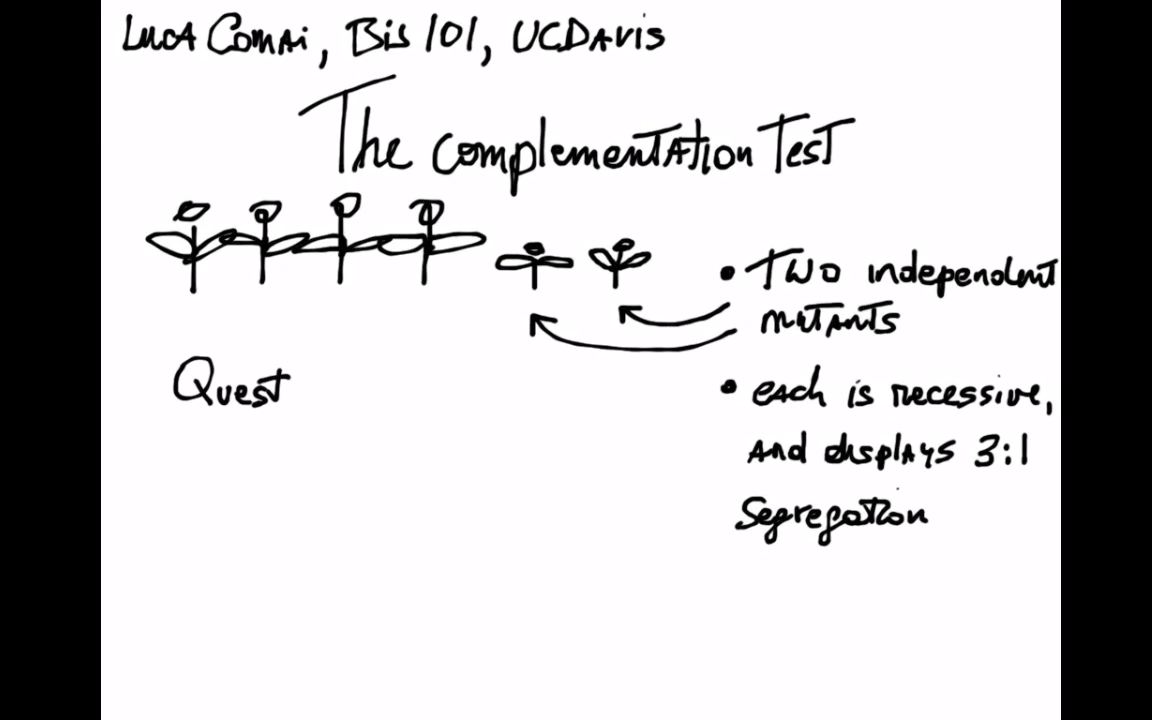 Luca Comai, Bis 101, UCDavis
The complementation Test
• Two independent
mutants
Quest
• each is recessive,
and displays 3:1
Segregation